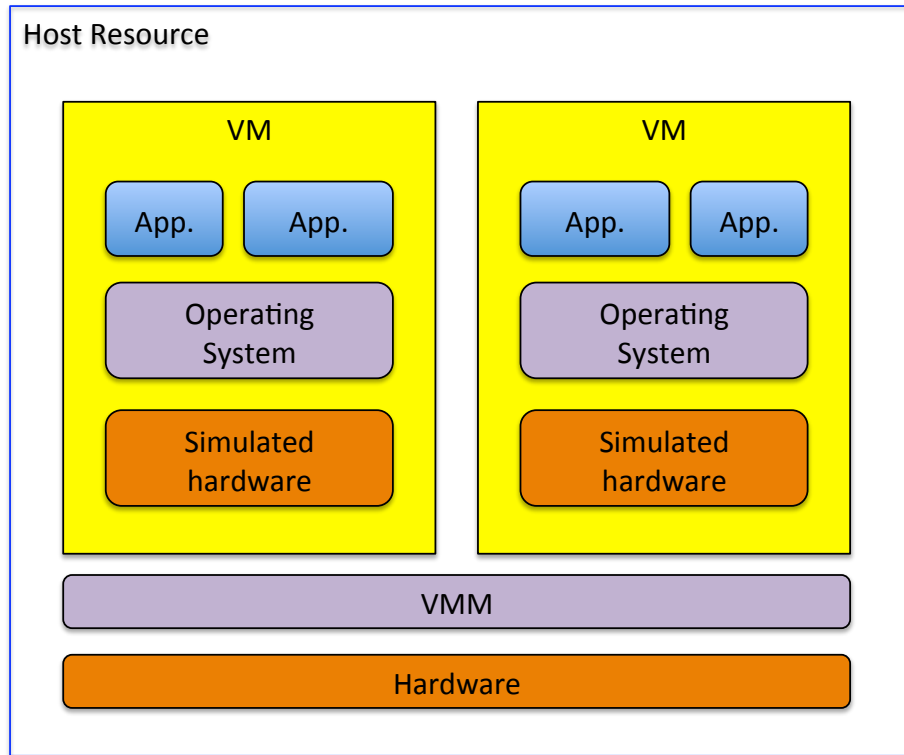 Host Resource
VM
App.
App.
Operating
System
Simulated
hardware
VM
App.
App.
Operating
System
Simulated
hardware
VMM
Hardware